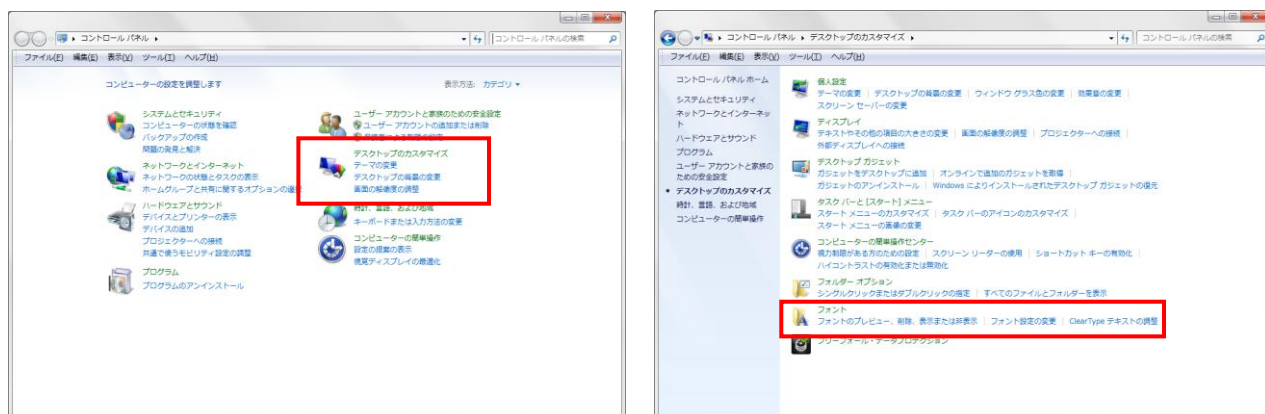 コントロール パネル
コントロール パネルの検索
ファイル(F) 編集(E) 表示(V) ツール(T) ヘルプ(H)
コンピューターの設定を調整します
表示方法: カテゴリ
システムとセキュリティ
コンピューターの状態を確認
バックアップの作成
問題の発見と解決
ネットワークとインターネット
ネットワークの状態とタスクの表示
ホームグループと共有に関するオプションの選
ハードウェアとサウンド
デバイスとプリンターの表示
デバイスの追加
プロジェクターへの接続
共通で使うモビリティ設定の調整
プログラム
プログラムのアンインストール
ユーザー アカウントと家族のための安全設定
ユーザー アカウントの追加または削除
デスクトップのカスタマイズ
テーマの変更
デスクトップの背景の変更
画面の解像度の調整
時計、言語、および地域
キーボードまたは入力方法の変更
コンピューターの簡単操作
設定の提案の表示
視覚ディスプレイの最適化
コントロール パネル デスクトップのカスタマイズ
コントロール パネルの検索
ファイル(F) 編集(E) 表示(V) ツール(T) ヘルプ(H)
コントロール パネル ホーム
システムとセキュリティ
ネットワークとインターネッ
ト
ハードウェアとサウンド
プログラム
ユーザー アカウントと家族の
ための安全設定
デスクトップのカスタマイズ
時計、言語、および地域
コンピューターの簡単操作
個人設定
テーマの変更 | デスクトップの背景の変更 | ウィンドウ グラス色の変更 | 効果音の変更 |
スクリーン セーバーの変更
ディスプレイ
テキストやその他の項目の大きさの変更 | 画面の解像度の調整 | プロジェクターへの接続 |
外部ディスプレイへの接続
デスクトップ ガジェット
ガジェットをデスクトップに追加 | オンラインで追加のガジェットを取得 |
ガジェットのアンインストール | Windows によりインストールされたデスクトップ ガジェットの復元
タスク バーと [スタート] メニュー
スタート メニューのカスタマイズ | タスク バーのアイコンのカスタマイズ |
スタート メニューの画像の変更
コンピューターの簡単操作センター
視力制限がある方のための設定 | スクリーン リーダーの使用 | ショートカット キーの有効化 |
ハイコントラストの有効化または無効化
フォルダー オプション
シングルクリックまたはダブルクリックの指定 | すべてのファイルとフォルダーを表示
フォント
フォントのプレビュー、削除、表示または非表示 | フォント設定の変更 | ClearType テキストの調整
フリーフォール・データプロテクション